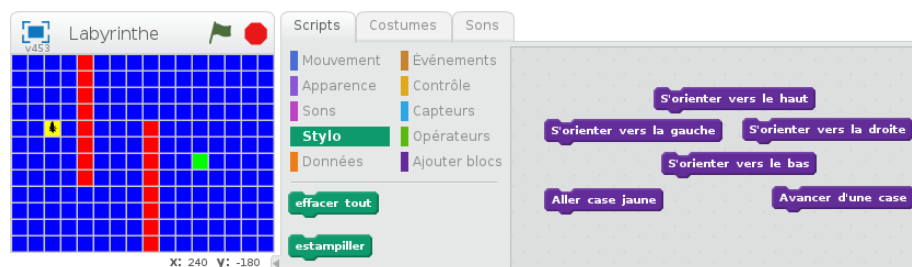 Labyrinthe
v453
Scripts
Costumes
Sons
Mouvement
Événements
Apparence
Contrôle
Sons
Capteurs
Stylo
Opérateurs
Données
Ajouter blocs
effacer tout
estampiller
S'orienter vers le haut
S'orienter vers la gauche
S'orienter vers la droite
S'orienter vers le bas
Aller case jaune
Avancer d'une case
x: 240 y: -180